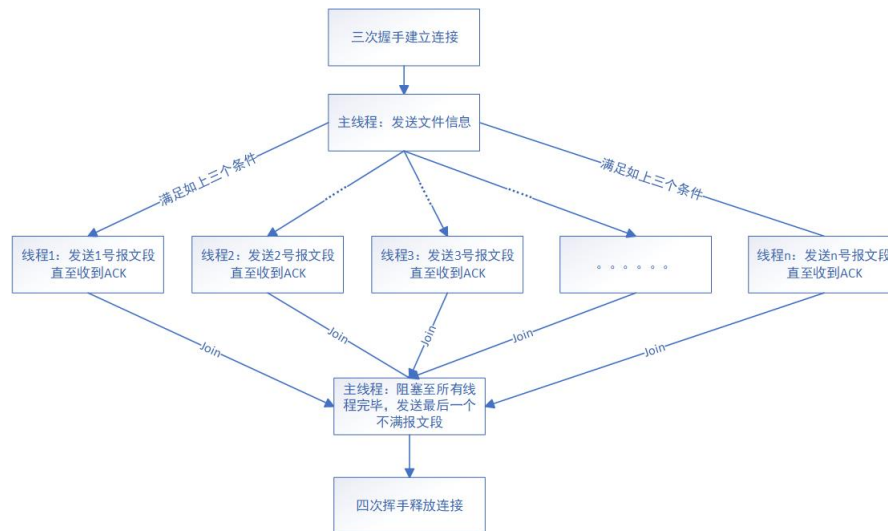 三次握手建立连接
主线程：发送文件信息
满足如上三个条件
······
······
······
满足如上三个条件
线程1：发送1号报文段
直至收到ACK
线程2：发送2号报文段
直至收到ACK
线程3：发送3号报文段
直至收到ACK
。。。。。。
线程n：发送n号报文段
直至收到ACK
Join
Join
Join
Join
Join
主线程：阻塞至所有线
程完毕，发送最后一个
不满报文段
四次挥手释放连接